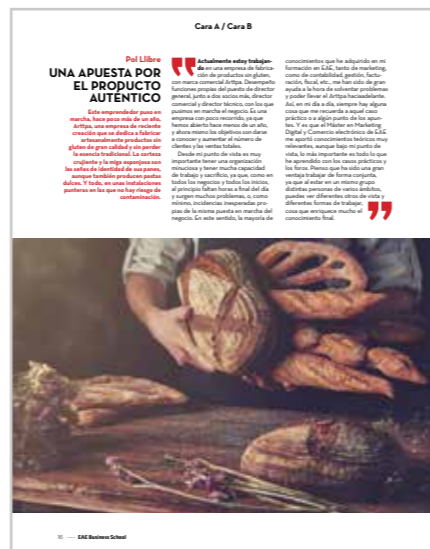 Cara A / Cara B
Pol Llibre
UNA APUESTA POR
EL PRODUCTO
AUTÉNTICO
Este emprendedor puso en
marcha, hace poco más de un año,
Arttpa, una empresa de reciente
creación que se dedica a fabricar
artesanalmente productos sin
gluten de gran calidad y sin perder
la esencia tradicional. La corteza
crujiente y la miga esponjosa son
las señas de identidad de sus panes,
aunque también producen pastas
dulces. Y todo, en unas instalaciones
punteras en las que no hay riesgo de
contaminación.
Actualmente estoy trabajan-
do en una empresa de fabrica-
ción de productos sin gluten,
con marca comercial Arttpa. Desempeño
funciones propias del puesto de director
general, junto a dos socios más, director
comercial y director técnico, con los que
pusimos en marcha el negocio. Es una
empresa con poco recorrido, ya que
hemos abierto hace menos de un año,
y ahora mismo los objetivos son darse
a conocer y aumentar el número de
clientes y las ventas totales.
Desde mi punto de vista es muy
importante tener una organización
minuciosa y tener mucha capacidad
de trabajo y sacrificio, ya que, como en
todos los negocios y todos los inicios,
al principio faltan horas al final del día
y surgen muchos problemas, o, como
mínimo, incidencias inesperadas pro-
pias de la misma puesta en marcha del
negocio. En este sentido, la mayoría de
conocimientos que he adquirido en mi
formación en EAE, tanto de marketing,
como de contabilidad, gestión, factu-
ración, fiscal, etc., me han sido de gran
ayuda a la hora de solventar problemas
y poder llevar el Arttpa haciaadelante.
Así, en mi día a día, siempre hay alguna
cosa que me recuerda a aquel caso
práctico o a algún punto de los apun-
tes. Y es que el Máster en Marketing
Digital y Comercio electrónico de EAE
me aportó conocimientos teóricos muy
relevantes, aunque bajo mi punto de
vista, lo más importante es todo lo que
he aprendido con los casos prácticos y
los foros. Pienso que ha sido una gran
ventaja trabajar de forma conjunta,
ya que al estar en un mismo grupo
distintas personas de varios ámbitos,
puedes ver diferentes otros de vista y
diferentes formas de trabajar,
cosa que enriquece mucho el
conocimiento final.
16 — EAE Business School